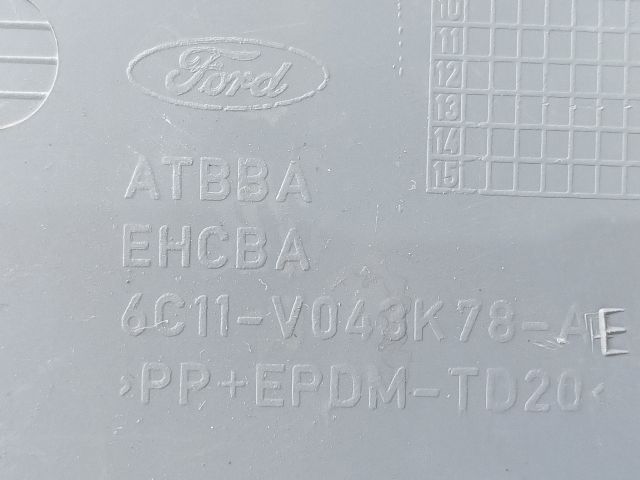 10
11
12
13
14
15
Ford
ATBBA
EHCBA
6C11-V043K78-AE
>PP+EPDM-TD20<